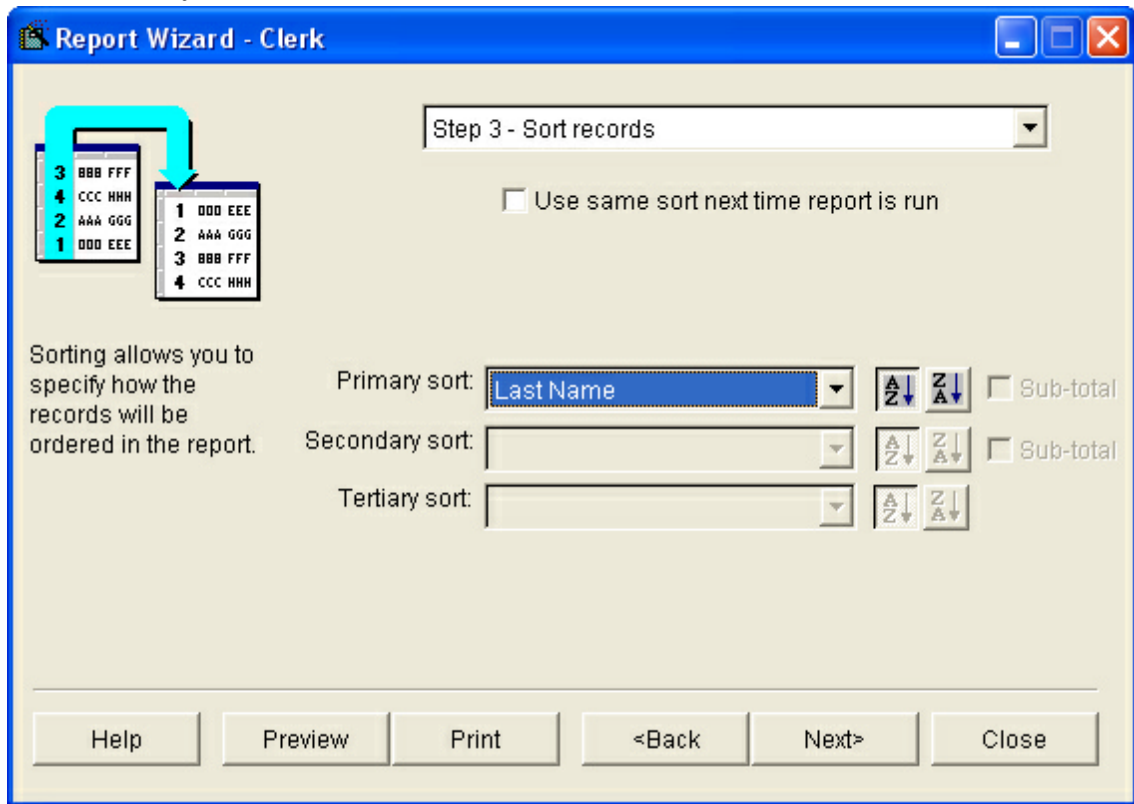 Report Wizard - Clerk
Step 3 - Sort records
Use same sort next time report is run
3 BBB FFF
4 CCC HHH
2 AAA GGG
1 DDD EEE
1 DDD EEE
2 AAA GGG
3 BBB FFF
4 CCC HHH
Sorting allows you to
specify how the
records will be
ordered in the report.
Primary sort: Last Name A Z Z A Sub-total
Secondary sort: A Z Z A Sub-total
Tertiary sort: A Z Z A
Help Preview Print <Back Next> Close